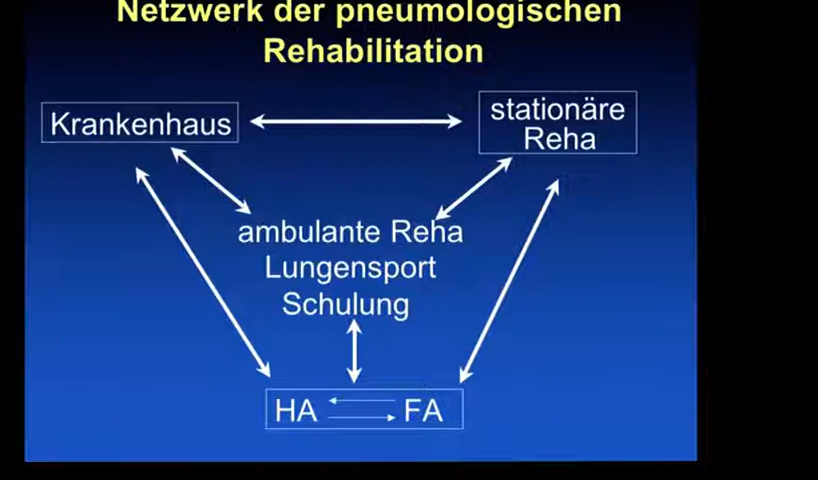 Netzwerk der pneumologischen
Rehabilitation
Krankenhaus
stationäre
Reha
ambulante Reha
Lungensport
Schulung
HA FA